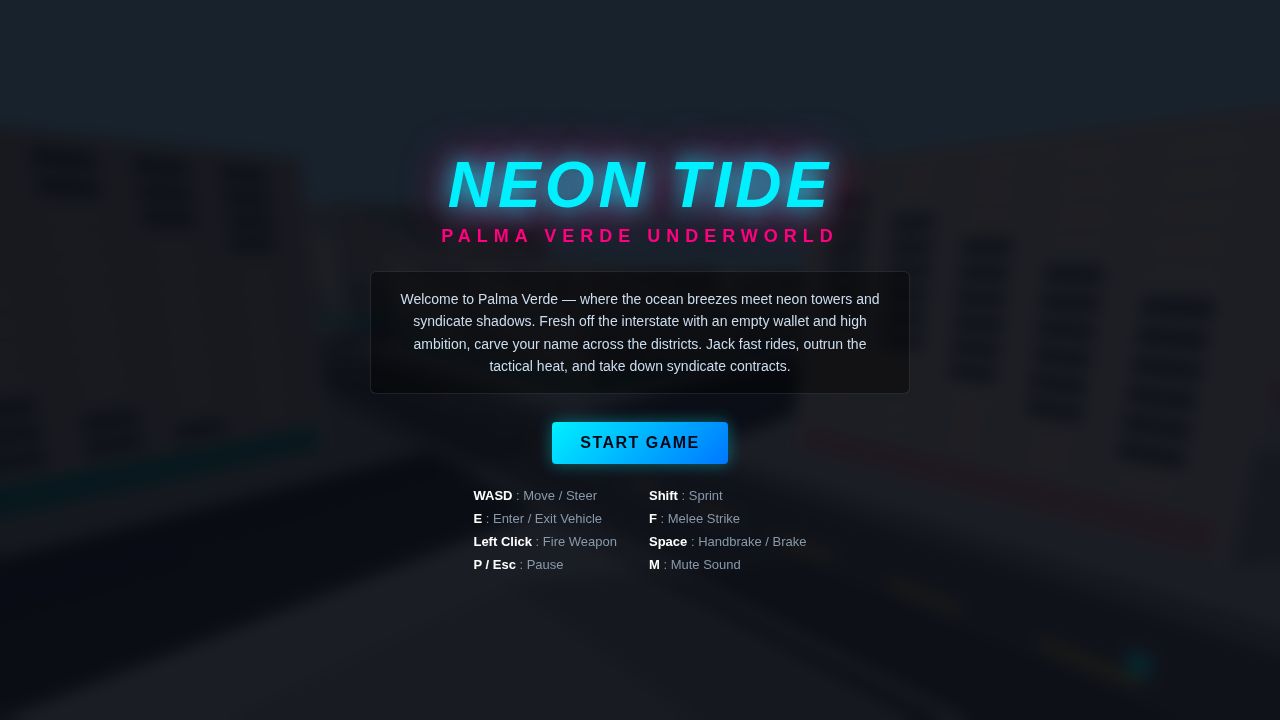 NEON TIDE
PALMA VERDE UNDERWORLD
Welcome to Palma Verde — where the ocean breezes meet neon towers and
syndicate shadows. Fresh off the interstate with an empty wallet and high
ambition, carve your name across the districts. Jack fast rides, outrun the
tactical heat, and take down syndicate contracts.
START GAME
WASD : Move / Steer
Shift : Sprint
E : Enter / Exit Vehicle
F : Melee Strike
Left Click : Fire Weapon
Space : Handbrake / Brake
P / Esc : Pause
M : Mute Sound